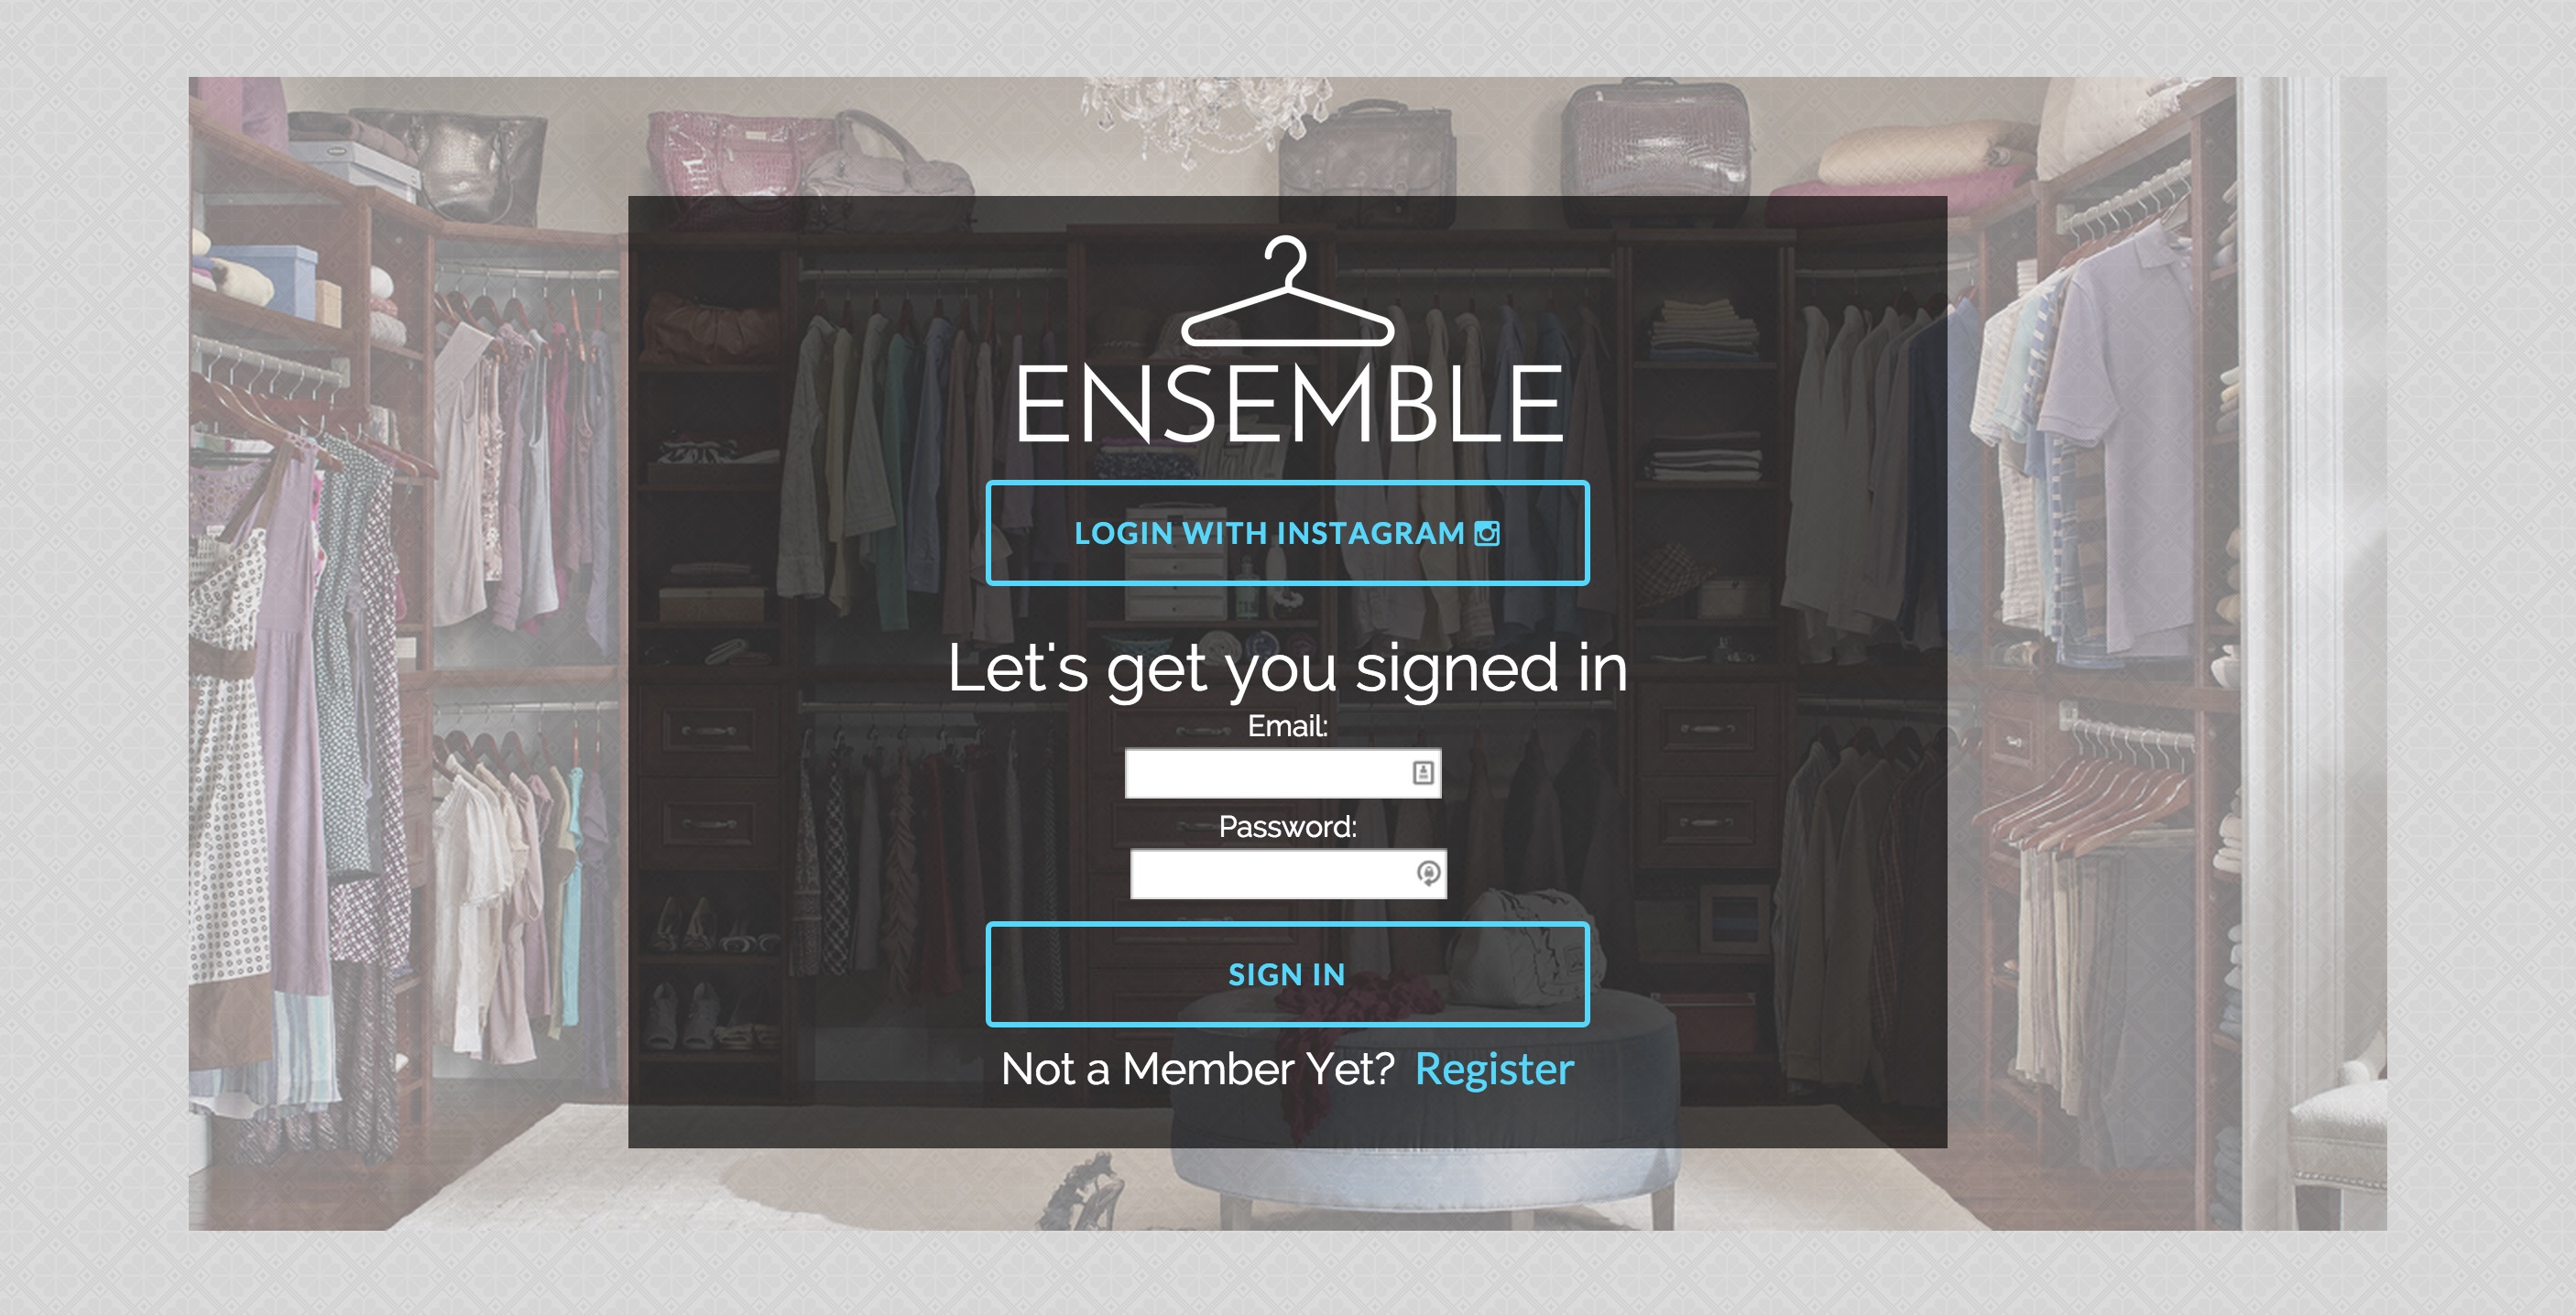 ENSEMBLE
LOGIN WITH INSTAGRAM
Let's get you signed in
Email:
Password:
SIGN IN
Not a Member Yet? Register